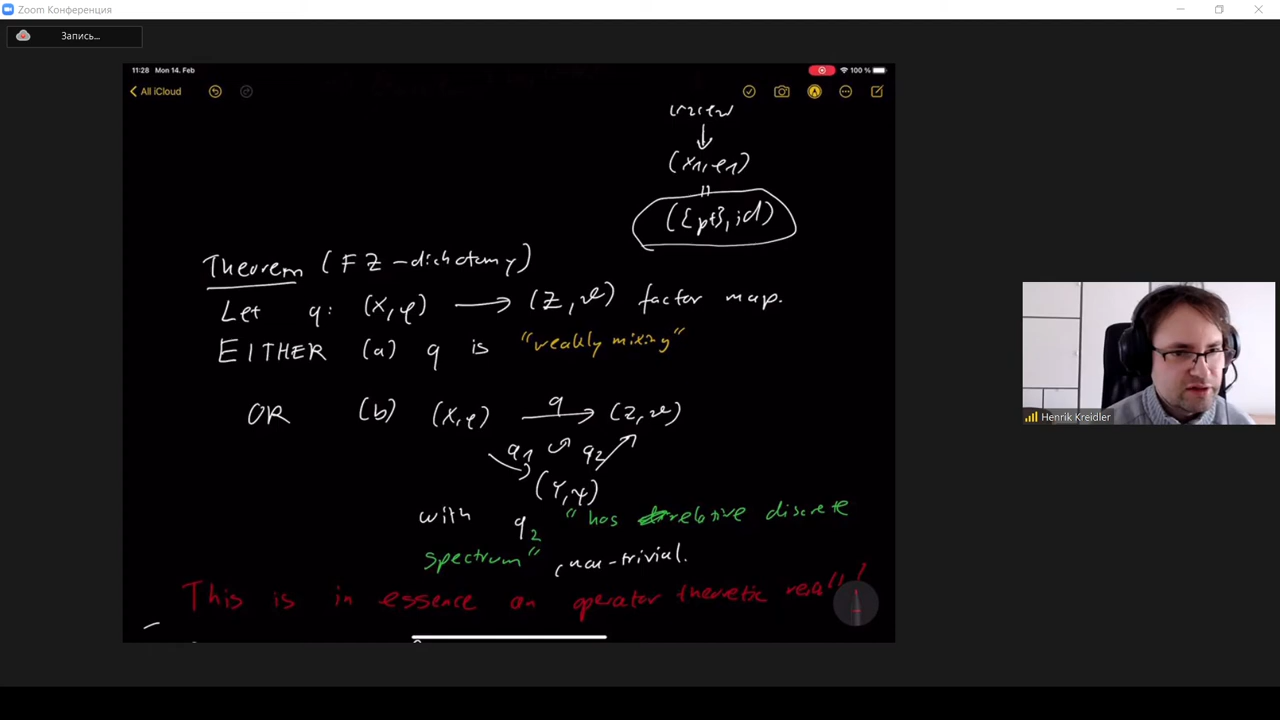 Zoom Конференция
Запись...
11:28 Mon 14. Feb
100 %
All iCloud
(X₁, φ₁)
({pt}, id)
Theorem (FZ-dichotomy)
Let q: (X, φ) → (Z, ϑ) factor map.
EITHER (a) q is "weakly mixing"
OR (b) (X, φ) → (Z, ϑ)
q
q₁ q₂
(Y, ψ)
with q₂ "has relative discrete
spectrum", non-trivial.
This is in essence an operator theoretic result!
Henrik Kreidler